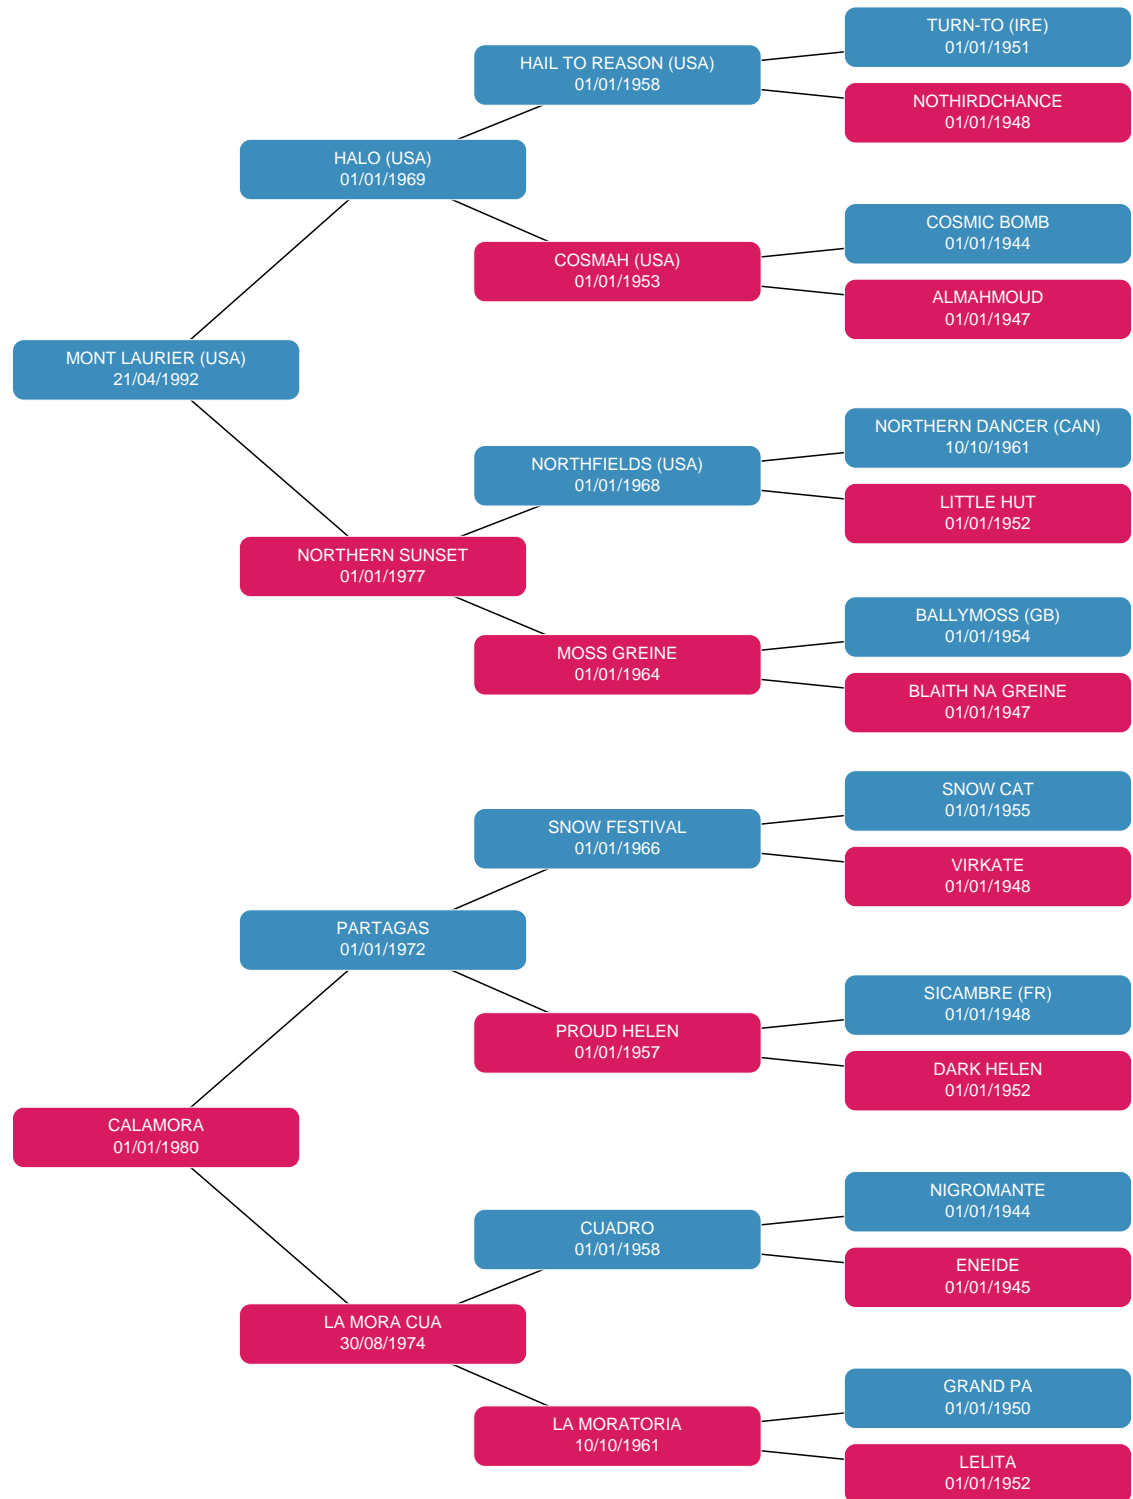 TURN-TO (IRE)
01/01/1951
HAIL TO REASON (USA)
01/01/1958
NOTHIRDCHANCE
01/01/1948
HALO (USA)
01/01/1969
COSMIC BOMB
01/01/1944
COSMAH (USA)
01/01/1953
ALMAHMOUD
01/01/1947
MONT LAURIER (USA)
21/04/1992
NORTHERN DANCER (CAN)
10/10/1961
NORTHFIELDS (USA)
01/01/1968
LITTLE HUT
01/01/1952
NORTHERN SUNSET
01/01/1977
BALLYMOSS (GB)
01/01/1954
MOSS GREINE
01/01/1964
BLAITH NA GREINE
01/01/1947
SNOW CAT
01/01/1955
SNOW FESTIVAL
01/01/1966
VIRKATE
01/01/1948
PARTAGAS
01/01/1972
SICAMBRE (FR)
01/01/1948
PROUD HELEN
01/01/1957
DARK HELEN
01/01/1952
CALAMORA
01/01/1980
NIGROMANTE
01/01/1944
CUADRO
01/01/1958
ENEIDE
01/01/1945
LA MORA CUA
30/08/1974
GRAND PA
01/01/1950
LA MORATORIA
10/10/1961
LELITA
01/01/1952